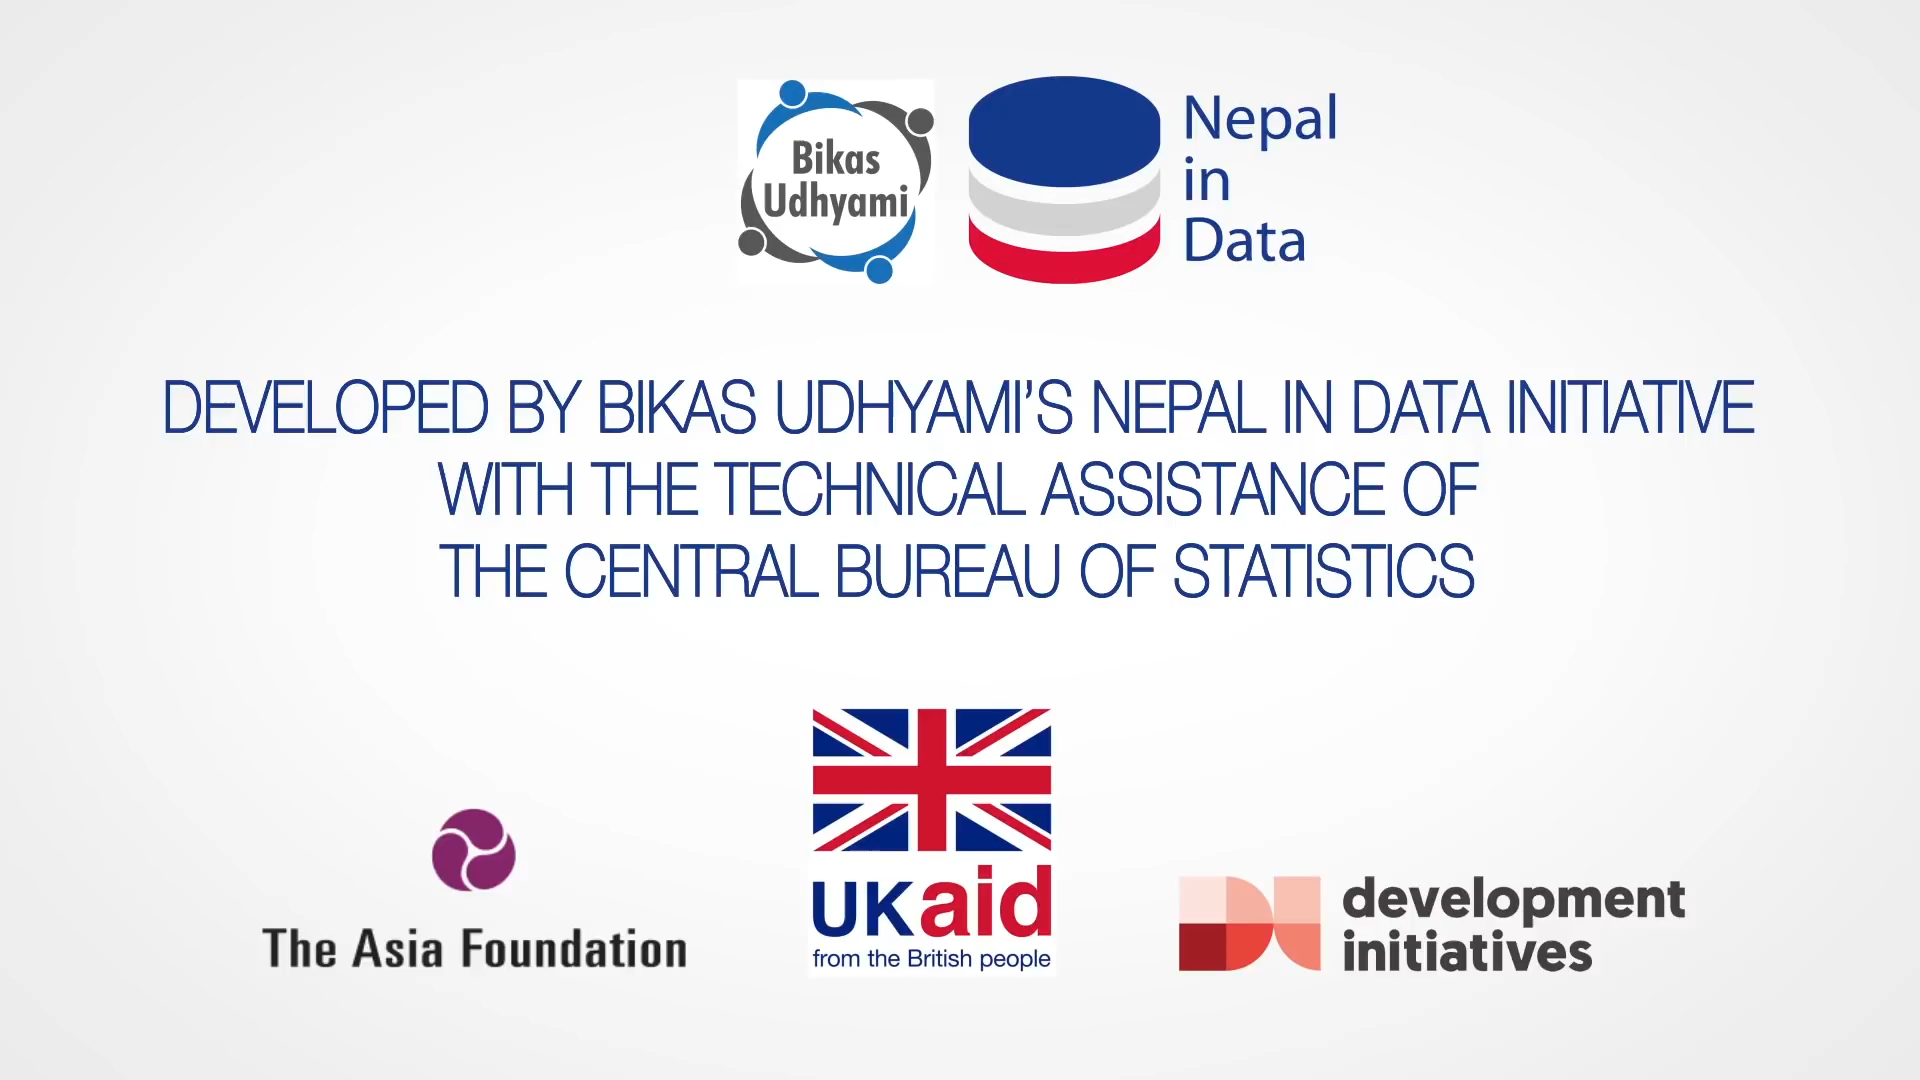 Bikas
Udhyami
Nepal
in
Data
DEVELOPED BY BIKAS UDHYAMI'S NEPAL IN DATA INITIATIVE
WITH THE TECHNICAL ASSISTANCE OF
THE CENTRAL BUREAU OF STATISTICS
The Asia Foundation
UKaid
from the British people
development
initiatives